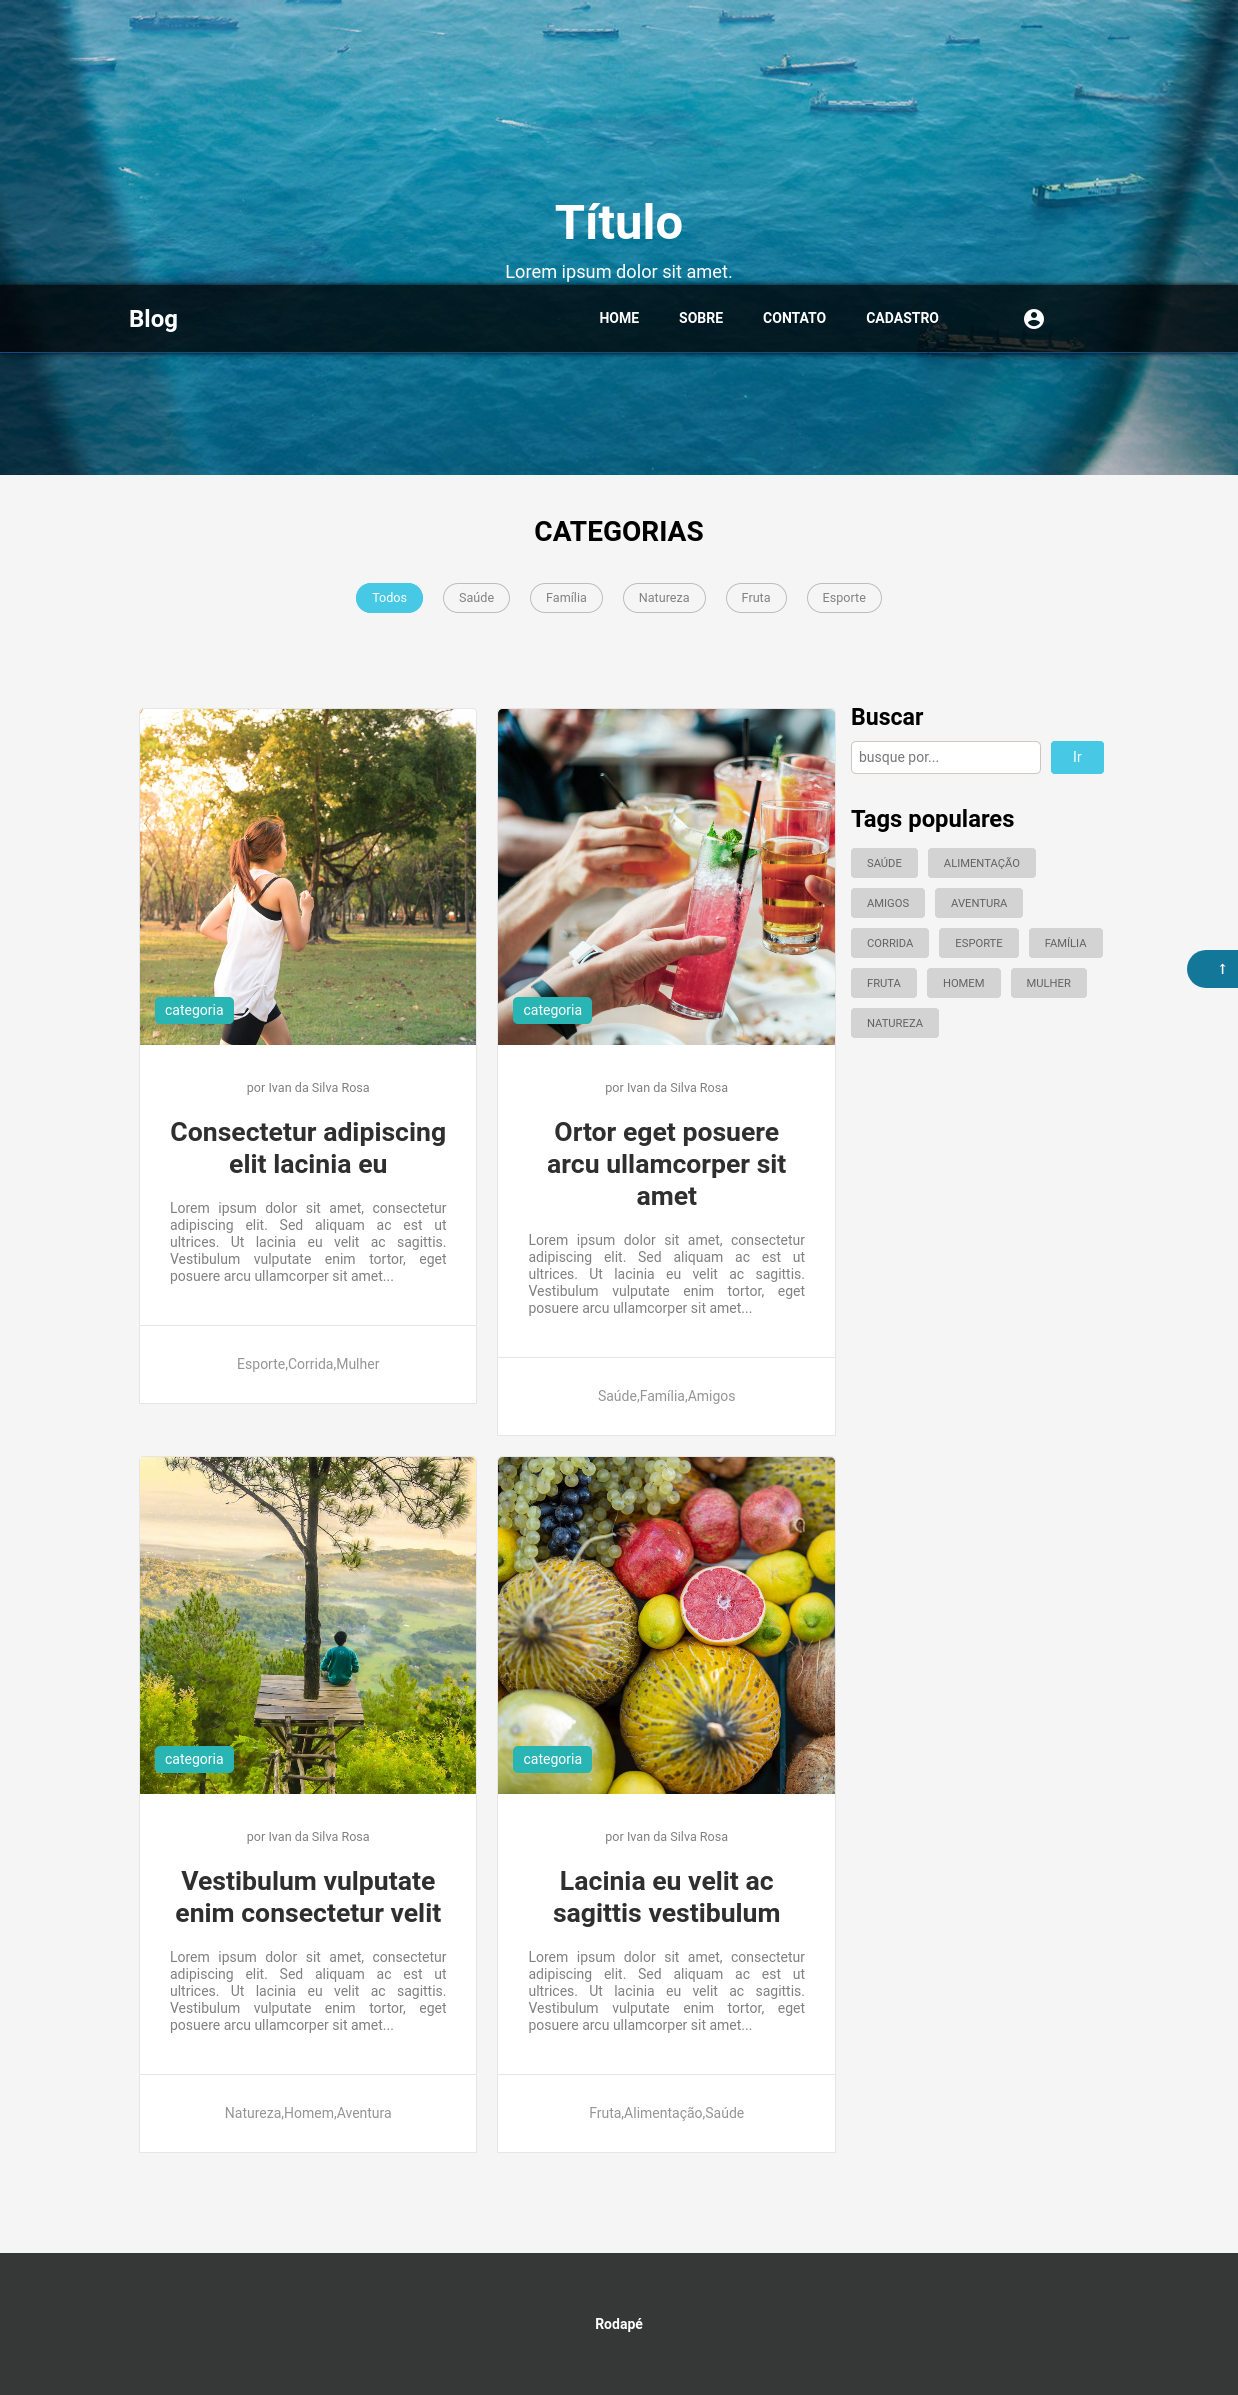 Título
Lorem ipsum dolor sit amet.
Blog
HOME SOBRE CONTATO CADASTRO
CATEGORIAS
Todos Saúde Família Natureza Fruta Esporte
categoria
por Ivan da Silva Rosa
Consectetur adipiscing
elit lacinia eu
Lorem ipsum dolor sit amet, consectetur
adipiscing elit. Sed aliquam ac est ut
ultrices. Ut lacinia eu velit ac sagittis.
Vestibulum vulputate enim tortor, eget
posuere arcu ullamcorper sit amet...
Esporte,Corrida,Mulher
categoria
por Ivan da Silva Rosa
Ortor eget posuere
arcu ullamcorper sit
amet
Lorem ipsum dolor sit amet, consectetur
adipiscing elit. Sed aliquam ac est ut
ultrices. Ut lacinia eu velit ac sagittis.
Vestibulum vulputate enim tortor, eget
posuere arcu ullamcorper sit amet...
Saúde,Família,Amigos
Buscar
busque por... Ir
Tags populares
SAÚDE ALIMENTAÇÃO
AMIGOS AVENTURA
CORRIDA ESPORTE FAMÍLIA
FRUTA HOMEM MULHER
NATUREZA
↑
categoria
por Ivan da Silva Rosa
Vestibulum vulputate
enim consectetur velit
Lorem ipsum dolor sit amet, consectetur
adipiscing elit. Sed aliquam ac est ut
ultrices. Ut lacinia eu velit ac sagittis.
Vestibulum vulputate enim tortor, eget
posuere arcu ullamcorper sit amet...
Natureza,Homem,Aventura
categoria
por Ivan da Silva Rosa
Lacinia eu velit ac
sagittis vestibulum
Lorem ipsum dolor sit amet, consectetur
adipiscing elit. Sed aliquam ac est ut
ultrices. Ut lacinia eu velit ac sagittis.
Vestibulum vulputate enim tortor, eget
posuere arcu ullamcorper sit amet...
Fruta,Alimentação,Saúde
Rodapé